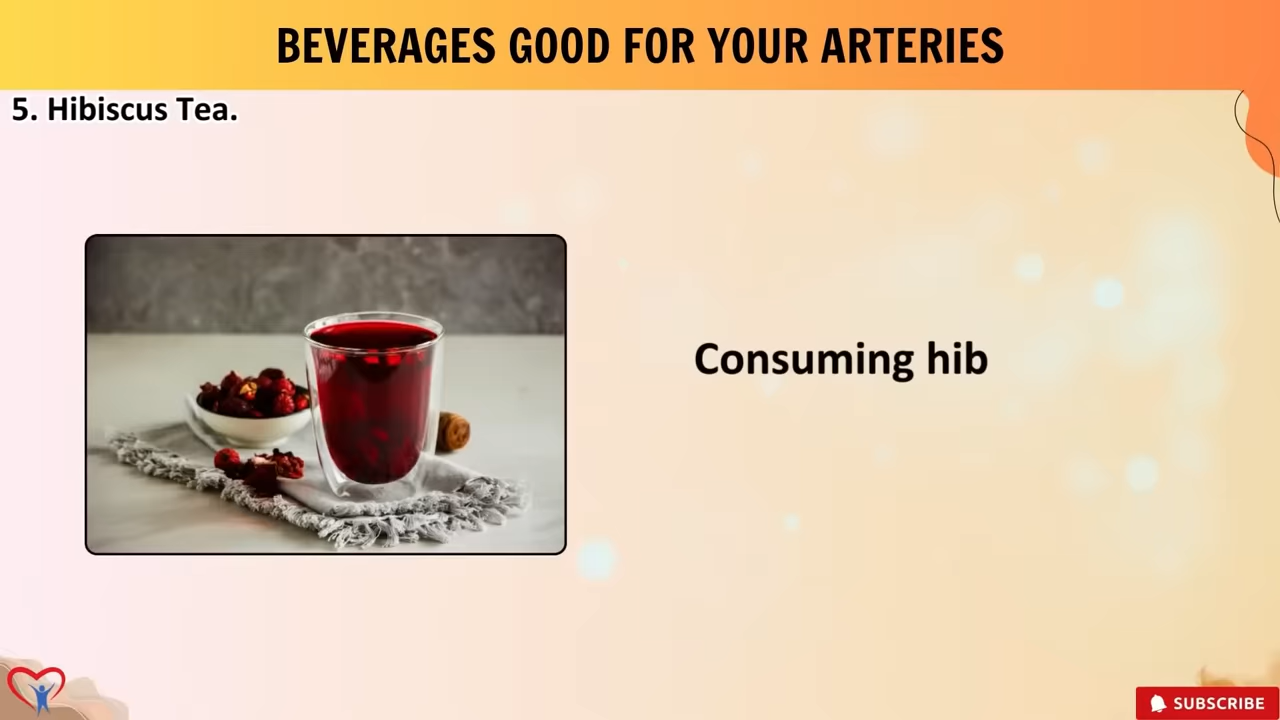 BEVERAGES GOOD FOR YOUR ARTERIES
5. Hibiscus Tea.
Consuming hib
SUBSCRIBE